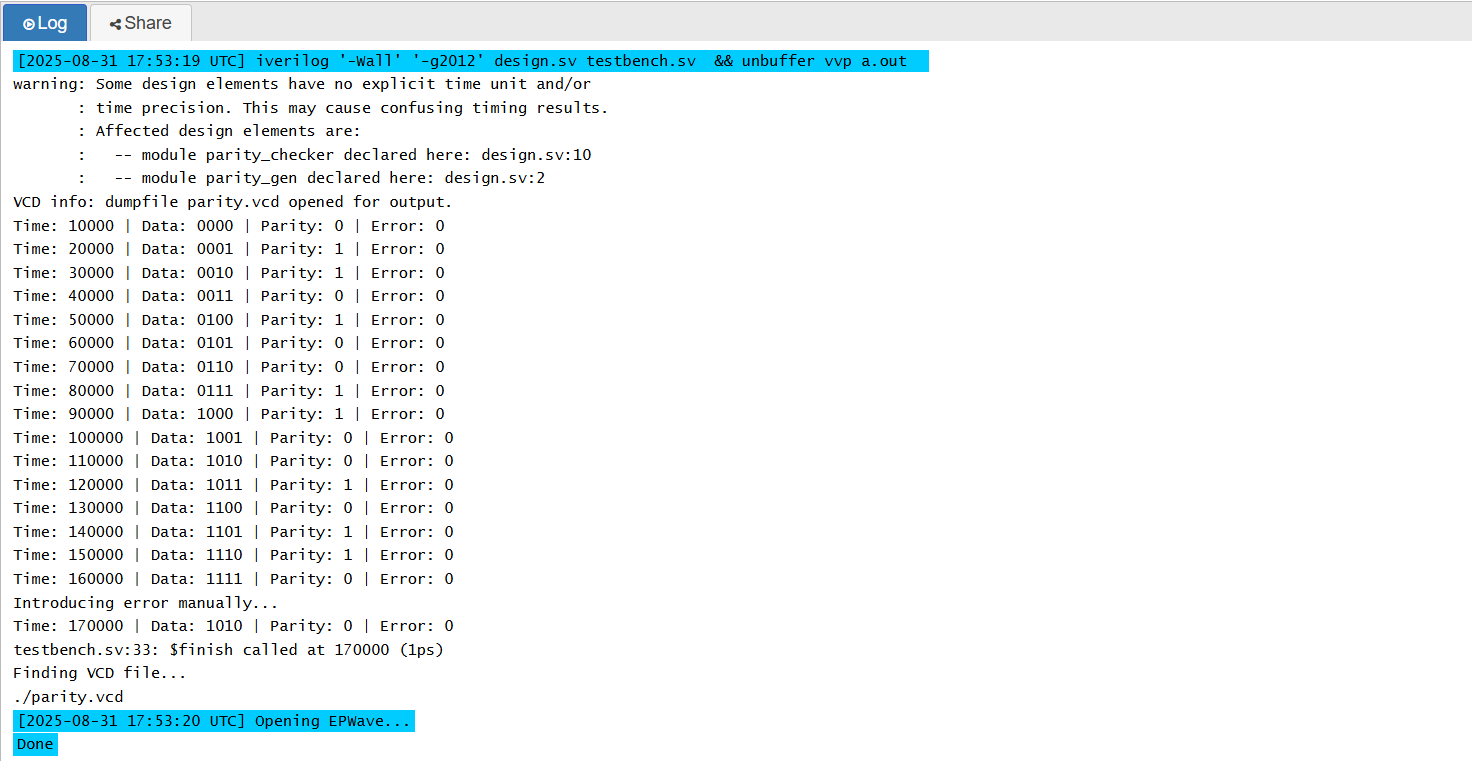 Log
Share
[2025-08-31 17:53:19 UTC] iverilog '-Wall' '-g2012' design.sv testbench.sv  && unbuffer vvp a.out
warning: Some design elements have no explicit time unit and/or
       : time precision. This may cause confusing timing results.
       : Affected design elements are:
       :   -- module parity_checker declared here: design.sv:10
       :   -- module parity_gen declared here: design.sv:2
VCD info: dumpfile parity.vcd opened for output.
Time: 10000 | Data: 0000 | Parity: 0 | Error: 0
Time: 20000 | Data: 0001 | Parity: 1 | Error: 0
Time: 30000 | Data: 0010 | Parity: 1 | Error: 0
Time: 40000 | Data: 0011 | Parity: 0 | Error: 0
Time: 50000 | Data: 0100 | Parity: 1 | Error: 0
Time: 60000 | Data: 0101 | Parity: 0 | Error: 0
Time: 70000 | Data: 0110 | Parity: 0 | Error: 0
Time: 80000 | Data: 0111 | Parity: 1 | Error: 0
Time: 90000 | Data: 1000 | Parity: 1 | Error: 0
Time: 100000 | Data: 1001 | Parity: 0 | Error: 0
Time: 110000 | Data: 1010 | Parity: 0 | Error: 0
Time: 120000 | Data: 1011 | Parity: 1 | Error: 0
Time: 130000 | Data: 1100 | Parity: 0 | Error: 0
Time: 140000 | Data: 1101 | Parity: 1 | Error: 0
Time: 150000 | Data: 1110 | Parity: 1 | Error: 0
Time: 160000 | Data: 1111 | Parity: 0 | Error: 0
Introducing error manually...
Time: 170000 | Data: 1010 | Parity: 0 | Error: 0
testbench.sv:33: $finish called at 170000 (1ps)
Finding VCD file...
./parity.vcd
[2025-08-31 17:53:20 UTC] Opening EPWave...
Done